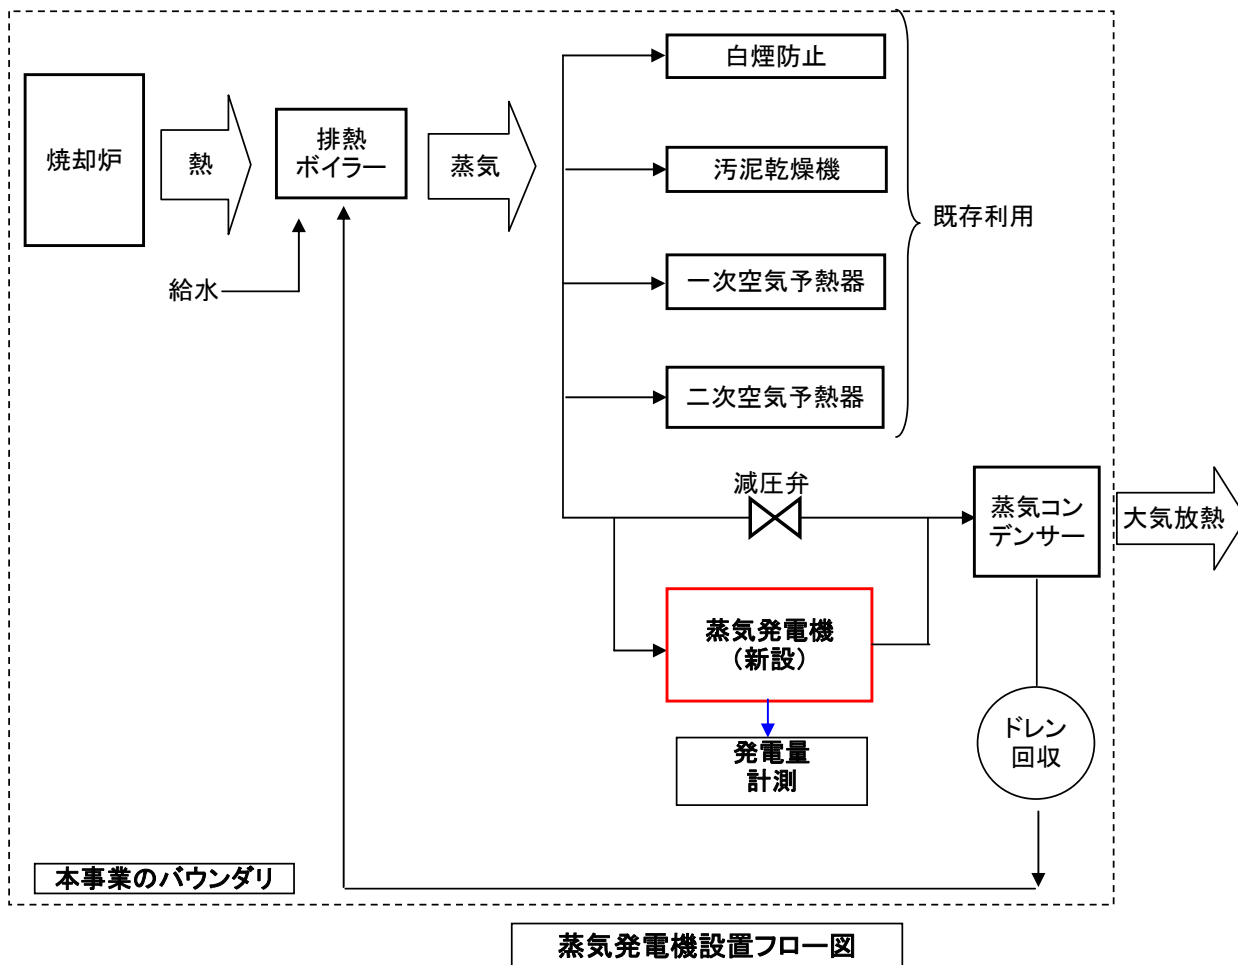 焼却炉
熱
排熱
ボイラー
蒸気
給水
白煙防止
汚泥乾燥機
一次空気予熱器
二次空気予熱器
既存利用
減圧弁
蒸気コン
デンサー
大気放熱
蒸気発電機
（新設）
発電量
計測
ドレン
回収
本事業のバウンダリ
蒸気発電機設置フロー図